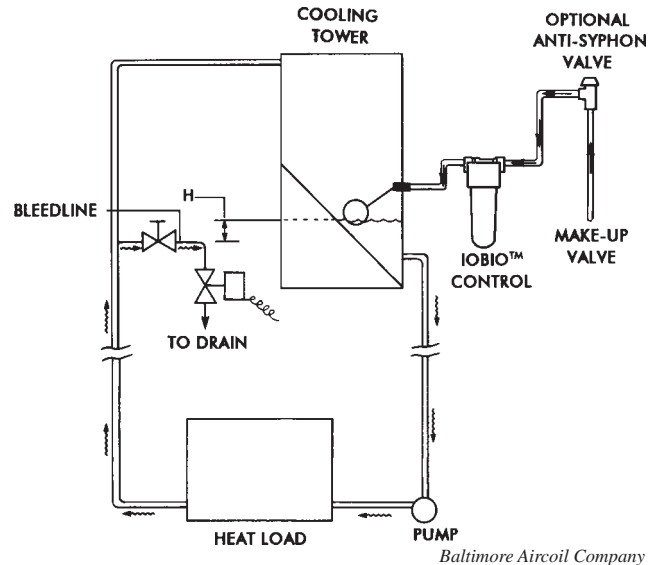 COOLING
TOWER
OPTIONAL
ANTI-SYPHON
VALVE
H
BLEEDLINE
IOBIO™
CONTROL
MAKE-UP
VALVE
TO DRAIN
HEAT LOAD
PUMP
Baltimore Aircoil Company